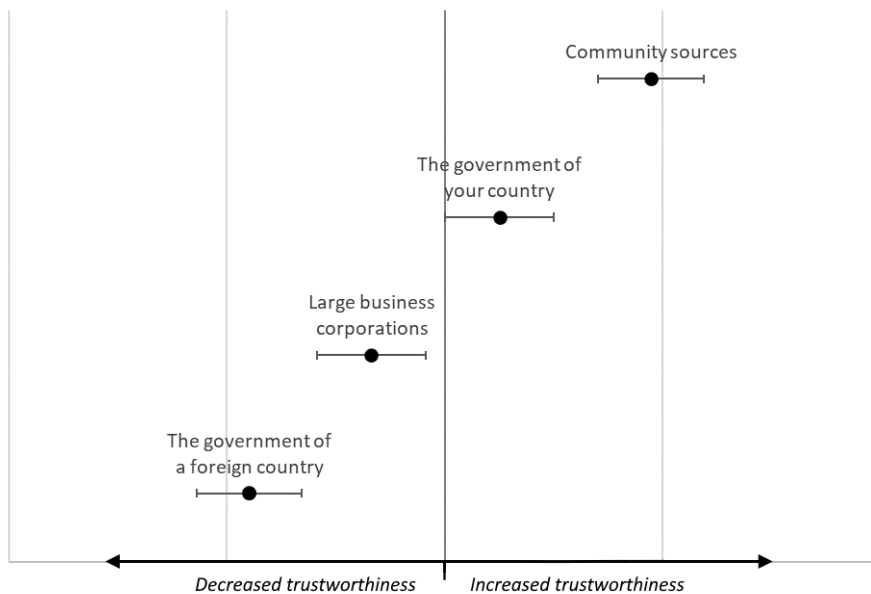 Community sources
The government of
your country
Large business
corporations
The government of
a foreign country
Decreased trustworthiness
Increased trustworthiness